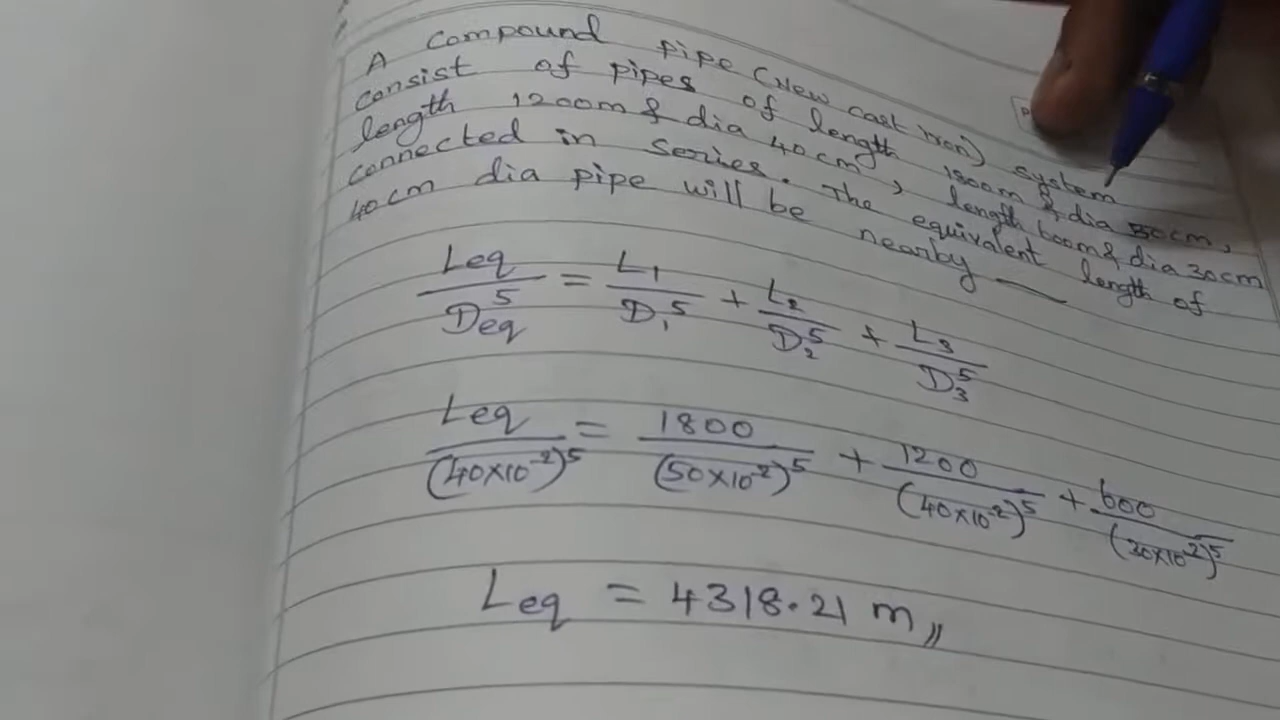 A compound pipe (New cast iron) system
consist of pipes of length 1800m & dia 50cm,
length 1200m & dia 40cm, length 600m & dia 30cm
connected in series. The equivalent length of
40cm dia pipe will be nearby —
Leq / Deq^5 = L1 / D1^5 + L2 / D2^5 + L3 / D3^5
Leq / (40×10^-2)^5 = 1800 / (50×10^-2)^5 + 1200 / (40×10^-2)^5 + 600 / (30×10^-2)^5
Leq = 4318.21 m,,